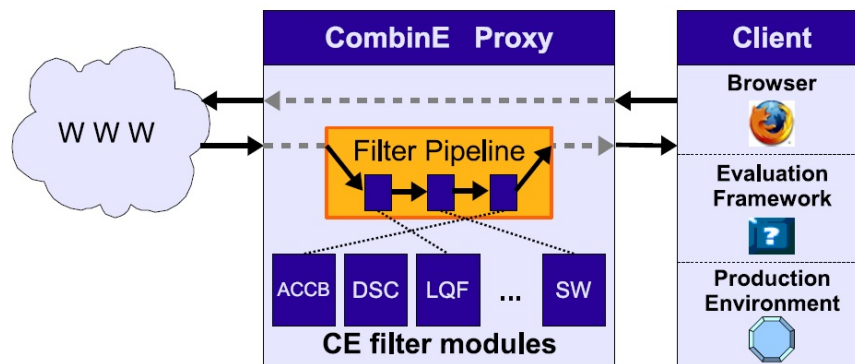 CombinE Proxy
Client
W W W
Browser
Filter Pipeline
Evaluation
Framework
?
ACCB DSC LQF ... SW
CE filter modules
Production
Environment